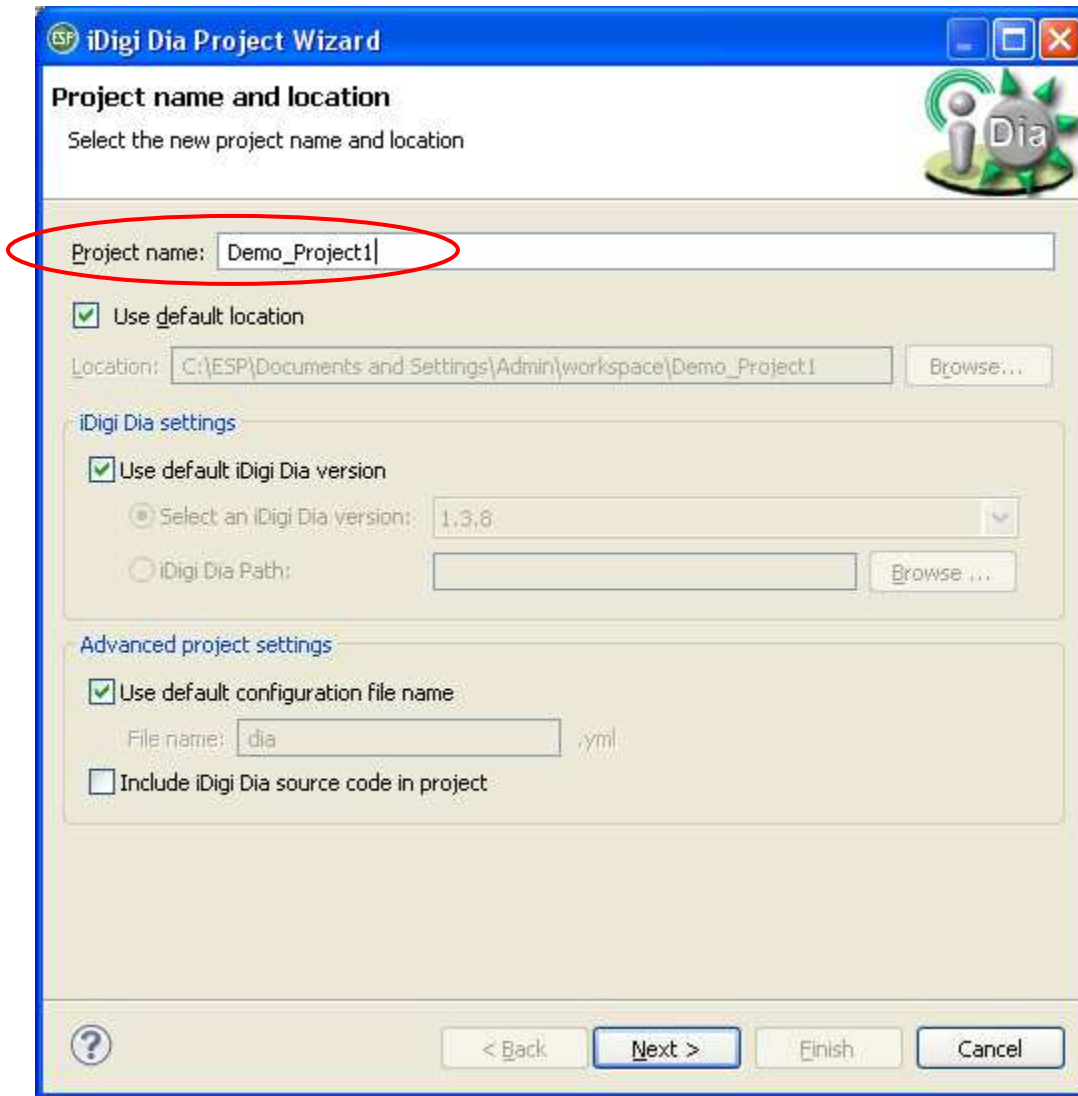 ESP iDigi Dia Project Wizard
Project name and location
Select the new project name and location
Dia
Project name: Demo_Project1
Use default location
Location: C:\ESP\Documents and Settings\Admin\workspace\Demo_Project1 Browse...
iDigi Dia settings
Use default iDigi Dia version
Select an iDigi Dia version: 1.3.8
iDigi Dia Path: Browse ...
Advanced project settings
Use default configuration file name
File name: dia .yml
Include iDigi Dia source code in project
? < Back Next > Finish Cancel